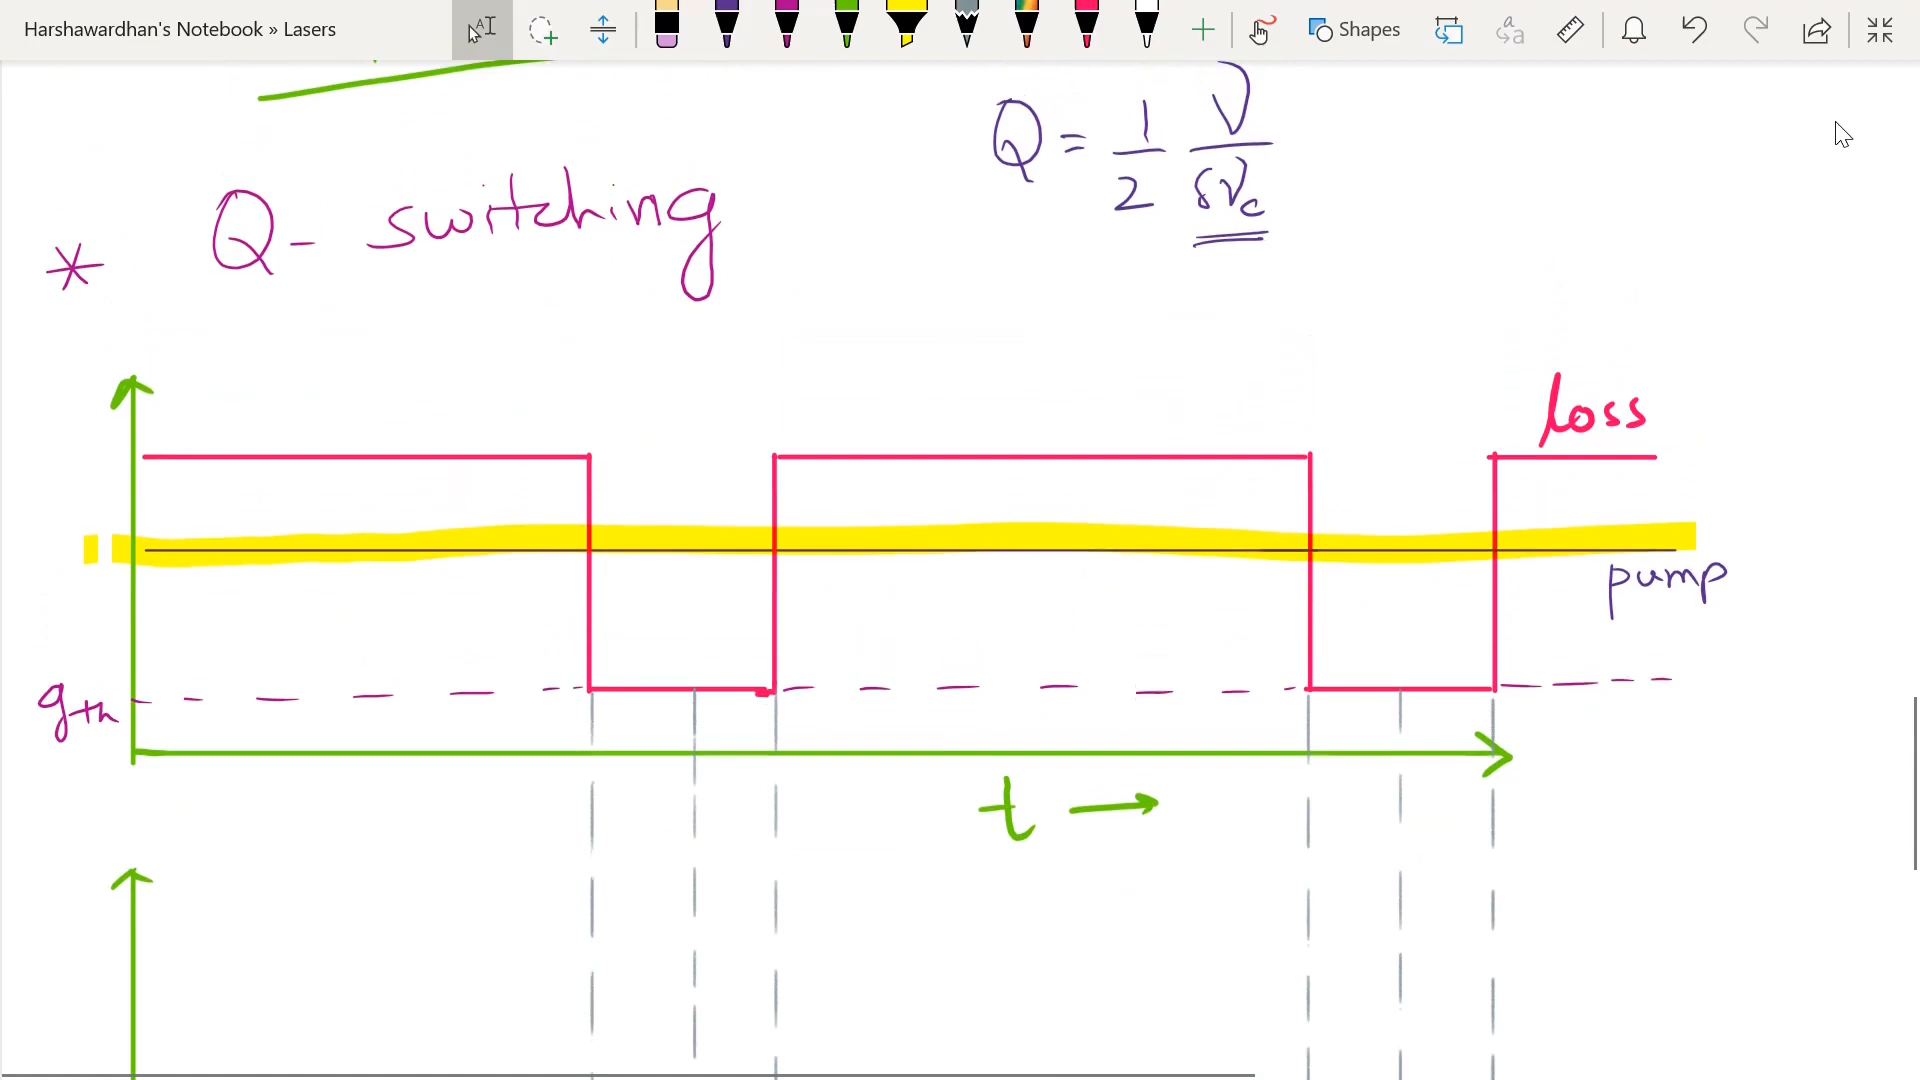 Harshawardhan's Notebook » Lasers
Shapes
Q = 1/2 ν/δν_c
* Q- switching
loss
pump
g_th
t →